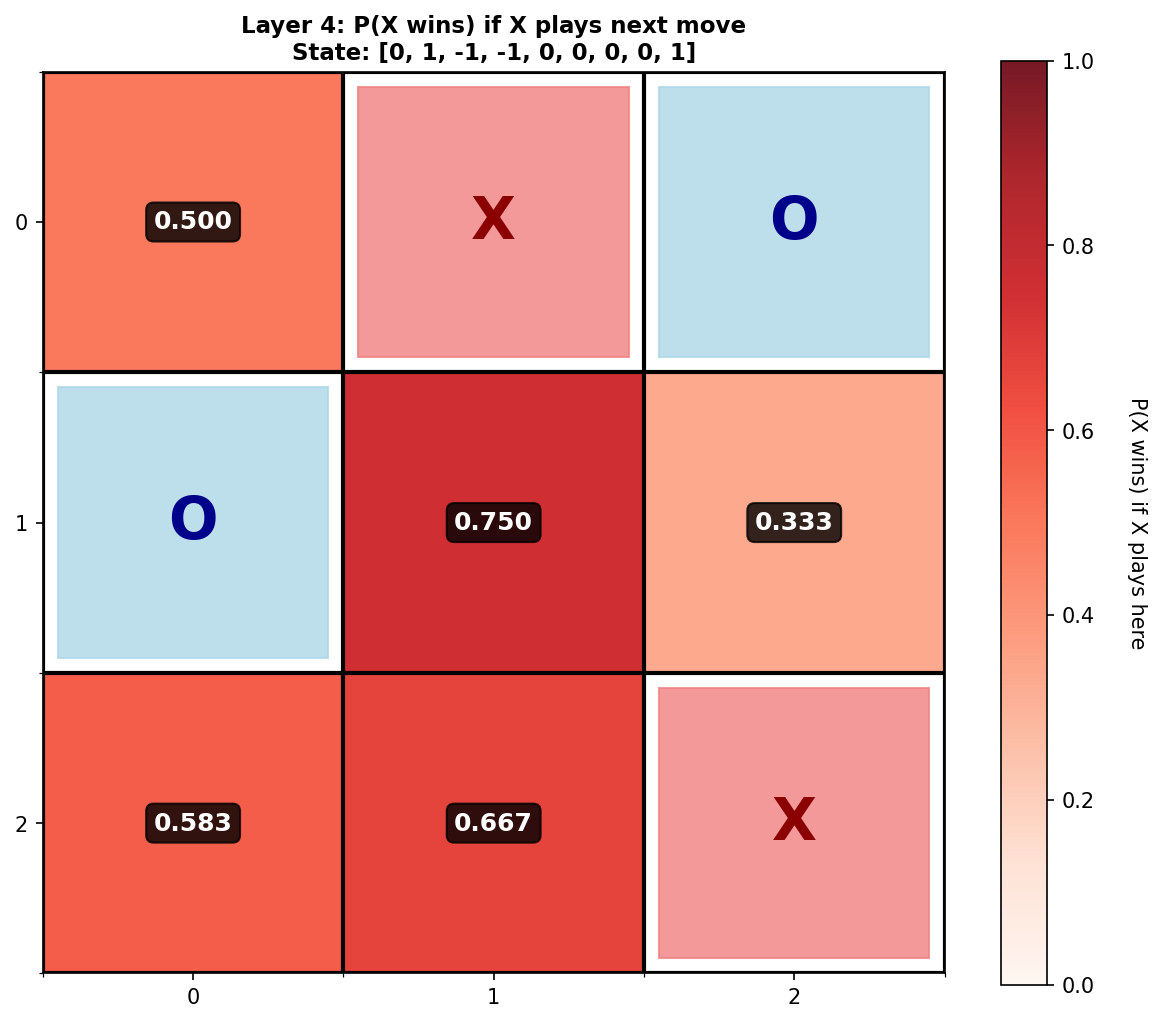 Layer 4: P(X wins) if X plays next move
State: [0, 1, -1, -1, 0, 0, 0, 0, 1]
0
0.500
X
O
1
O
0.750
0.333
2
0.583
0.667
X
0
1
2
1.0
0.8
0.6
0.4
0.2
0.0
P(X wins) if X plays here